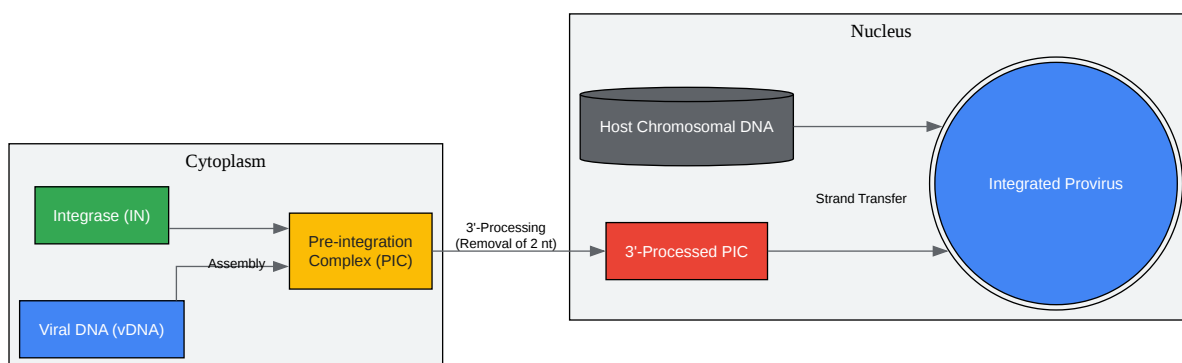 Nucleus
Host Chromosomal DNA
Integrated Provirus
Strand Transfer
3'-Processed PIC
Cytoplasm
Integrase (IN)
Assembly
Viral DNA (vDNA)
Pre-integration
Complex (PIC)
3'-Processing
(Removal of 2 nt)